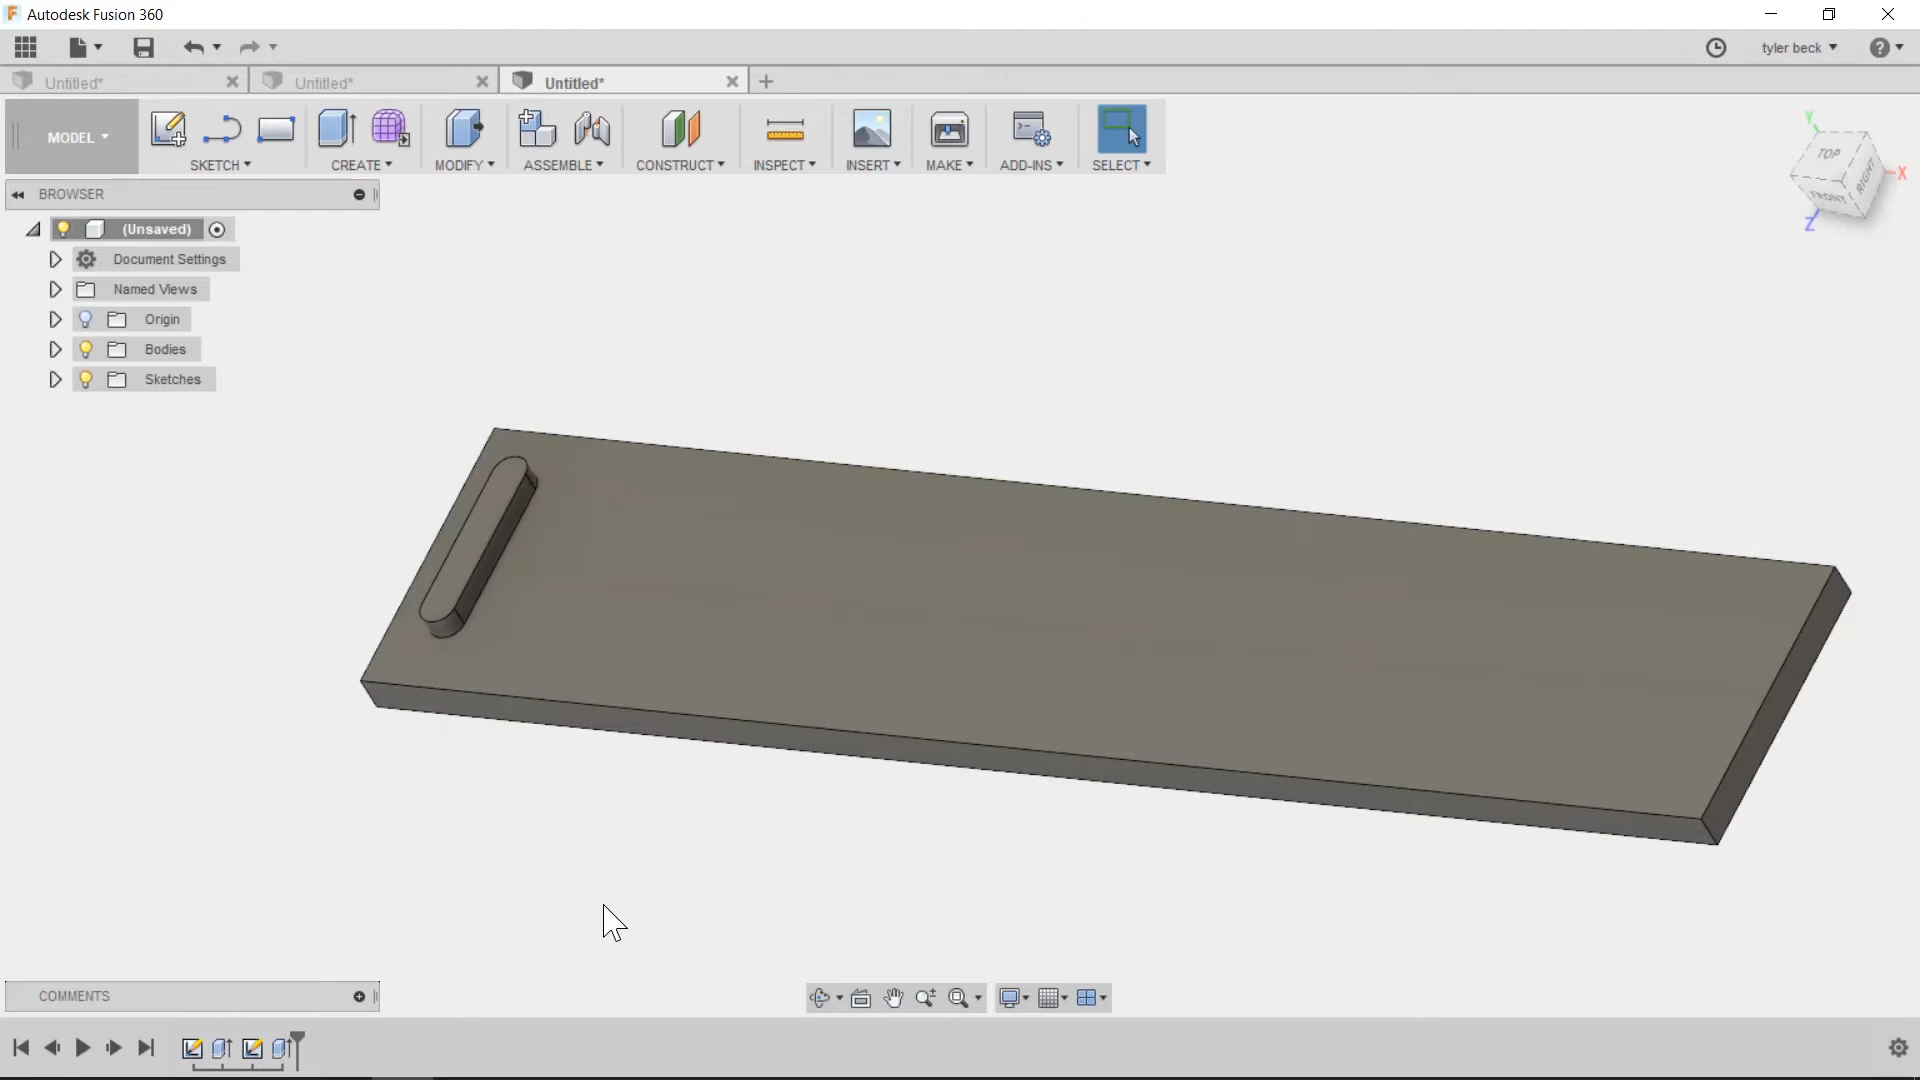 Autodesk Fusion 360
tyler beck
Untitled*
Untitled*
Untitled*
MODEL
SKETCH
CREATE
MODIFY
ASSEMBLE
CONSTRUCT
INSPECT
INSERT
MAKE
ADD-INS
SELECT
Y
TOP
FRONT
RIGHT
X
Z
BROWSER
(Unsaved)
Document Settings
Named Views
Origin
Bodies
Sketches
COMMENTS